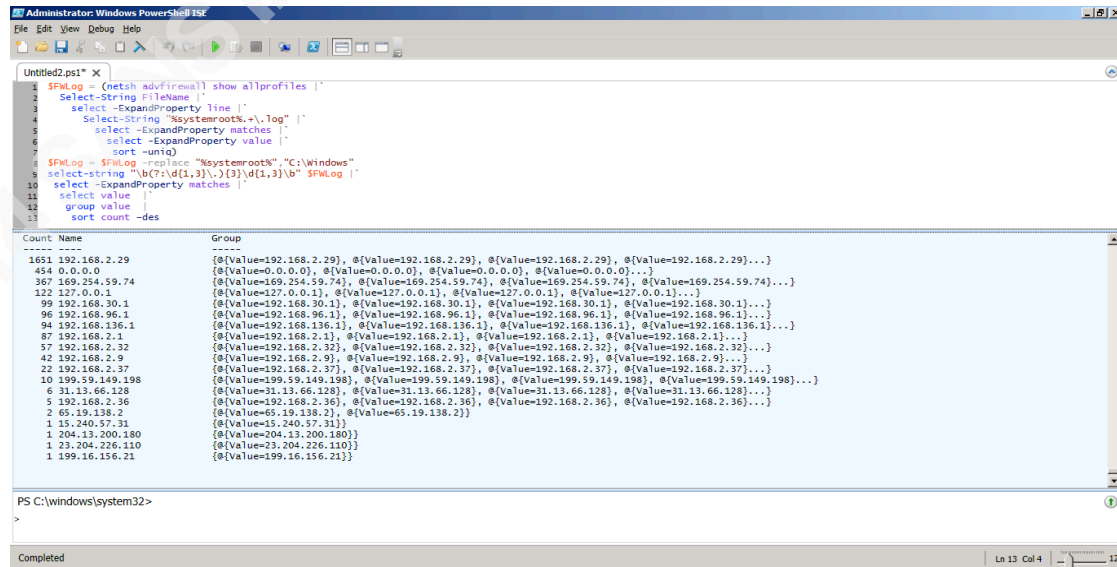 Administrator: Windows PowerShell ISE
File Edit View Debug Help
Untitled2.ps1* X
1 $FWLog = (netsh advfirewall show allprofiles |`
2 Select-String FileName |`
3 select -ExpandProperty line |`
4 Select-String "%systemroot%.+\.log" |`
5 select -ExpandProperty matches |`
6 select -ExpandProperty value |`
7 sort -uniq)
8 $FWLog = $FWLog -replace "%systemroot%","C:\Windows"
9 select-string "\b(?:\d{1,3}\.){3}\d{1,3}\b" $FWLog |`
10 select -ExpandProperty matches |`
11 select value |`
12 group value |
13 sort count -des
Count Name Group
----- ---- -----
1651 192.168.2.29 {@{Value=192.168.2.29}, @{Value=192.168.2.29}, @{Value=192.168.2.29}, @{Value=192.168.2.29}...}
454 0.0.0.0 {@{Value=0.0.0.0}, @{Value=0.0.0.0}, @{Value=0.0.0.0}, @{Value=0.0.0.0}...}
367 169.254.59.74 {@{Value=169.254.59.74}, @{Value=169.254.59.74}, @{Value=169.254.59.74}, @{Value=169.254.59.74}...}
122 127.0.0.1 {@{Value=127.0.0.1}, @{Value=127.0.0.1}, @{Value=127.0.0.1}, @{Value=127.0.0.1}...}
99 192.168.30.1 {@{Value=192.168.30.1}, @{Value=192.168.30.1}, @{Value=192.168.30.1}, @{Value=192.168.30.1}...}
96 192.168.96.1 {@{Value=192.168.96.1}, @{Value=192.168.96.1}, @{Value=192.168.96.1}, @{Value=192.168.96.1}...}
94 192.168.136.1 {@{Value=192.168.136.1}, @{Value=192.168.136.1}, @{Value=192.168.136.1}, @{Value=192.168.136.1}...}
87 192.168.2.1 {@{Value=192.168.2.1}, @{Value=192.168.2.1}, @{Value=192.168.2.1}, @{Value=192.168.2.1}...}
57 192.168.2.32 {@{Value=192.168.2.32}, @{Value=192.168.2.32}, @{Value=192.168.2.32}, @{Value=192.168.2.32}...}
42 192.168.2.9 {@{Value=192.168.2.9}, @{Value=192.168.2.9}, @{Value=192.168.2.9}, @{Value=192.168.2.9}...}
22 192.168.2.37 {@{Value=192.168.2.37}, @{Value=192.168.2.37}, @{Value=192.168.2.37}, @{Value=192.168.2.37}...}
10 199.59.149.198 {@{Value=199.59.149.198}, @{Value=199.59.149.198}, @{Value=199.59.149.198}, @{Value=199.59.149.198}...}
6 31.13.66.128 {@{Value=31.13.66.128}, @{Value=31.13.66.128}, @{Value=31.13.66.128}, @{Value=31.13.66.128}...}
5 192.168.2.36 {@{Value=192.168.2.36}, @{Value=192.168.2.36}, @{Value=192.168.2.36}, @{Value=192.168.2.36}...}
2 65.19.138.2 {@{Value=65.19.138.2}, @{Value=65.19.138.2}}
1 15.240.57.31 {@{Value=15.240.57.31}}
1 204.13.200.180 {@{Value=204.13.200.180}}
1 23.204.226.110 {@{Value=23.204.226.110}}
1 199.16.156.21 {@{Value=199.16.156.21}}
PS C:\windows\system32>
>
Completed Ln 13 Col 4 12